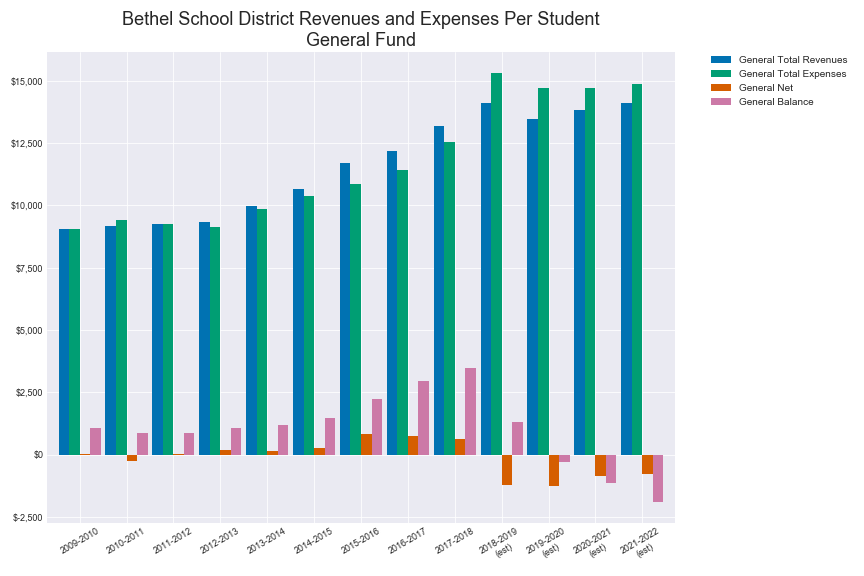 Bethel School District Revenues and Expenses Per Student
General Fund
General Total Revenues
General Total Expenses
General Net
General Balance
$15,000
$12,500
$10,000
$7,500
$5,000
$2,500
$0
$-2,500
2009-2010
2010-2011
2011-2012
2012-2013
2013-2014
2014-2015
2015-2016
2016-2017
2017-2018
2018-2019
(est)
2019-2020
(est)
2020-2021
(est)
2021-2022
(est)